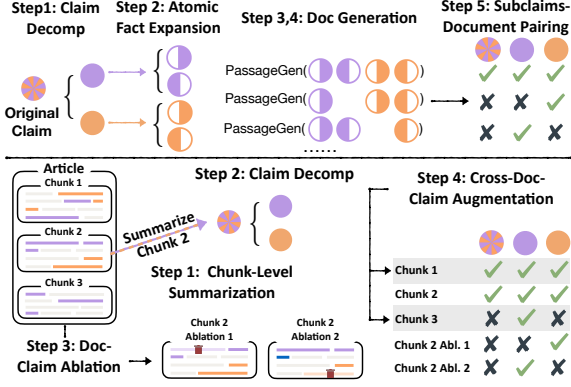 Step1: Claim
Decomp
Step 2: Atomic
Fact Expansion
Step 3,4: Doc Generation
Step 5: Subclaims-
Document Pairing
Original
Claim
PassageGen( )
PassageGen( )
PassageGen( )
......
Article
Chunk 1
Chunk 2
Chunk 3
Summarize
Chunk 2
Step 2: Claim Decomp
Step 1: Chunk-Level
Summarization
Step 3: Doc-
Claim Ablation
Chunk 2
Ablation 1
Chunk 2
Ablation 2
Step 4: Cross-Doc-
Claim Augmentation
Chunk 1
Chunk 2
Chunk 3
Chunk 2 Abl. 1
Chunk 2 Abl. 2